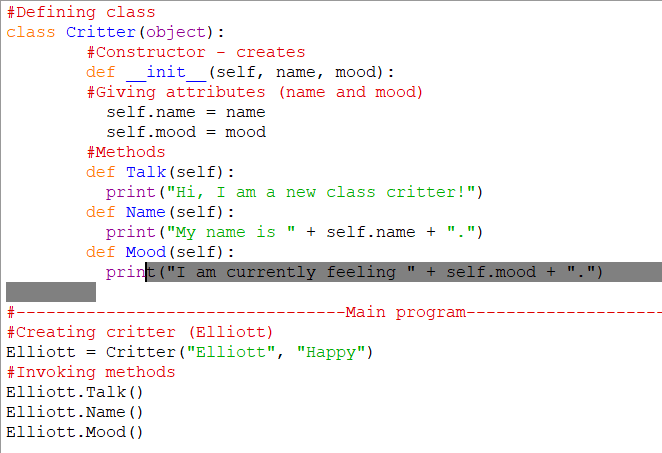 #Defining class
class Critter(object):
        #Constructor - creates
        def __init__(self, name, mood):
        #Giving attributes (name and mood)
          self.name = name
          self.mood = mood
        #Methods
        def Talk(self):
          print("Hi, I am a new class critter!")
        def Name(self):
          print("My name is " + self.name + ".")
        def Mood(self):
          print("I am currently feeling " + self.mood + ".")
#---------------------------------Main program--------------------
#Creating critter (Elliott)
Elliott = Critter("Elliott", "Happy")
#Invoking methods
Elliott.Talk()
Elliott.Name()
Elliott.Mood()